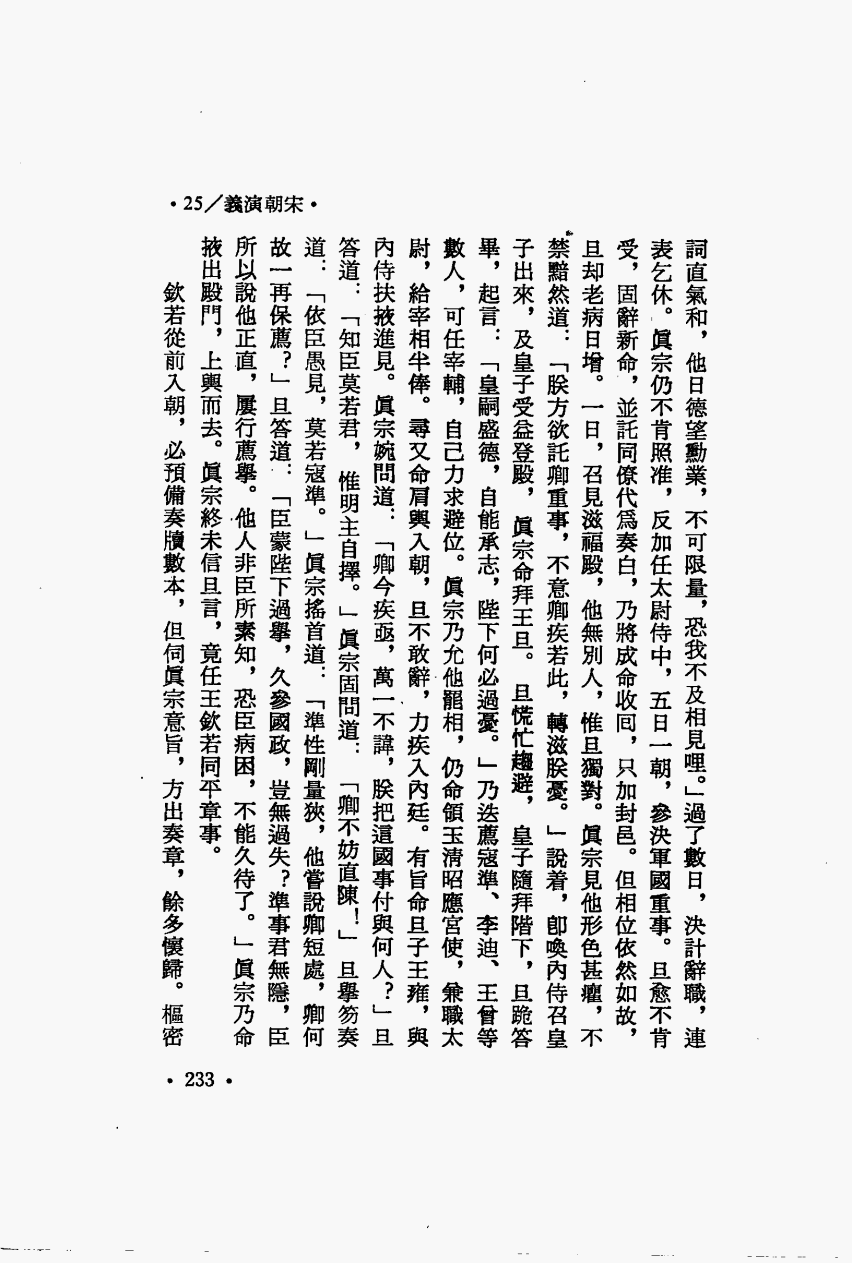 •25/義演朝宋•
詞直氣和，他日德望勳業，不可限量，恐我不及相見哩。」過了數日，決計辭職，連
表乞休。眞宗仍不肯照准，反加任太尉侍中，五日一朝，參決軍國重事。旦愈不肯
受，固辭新命，並託同僚代爲奏白，乃將成命收囘，只加封邑。但相位依然如故，
旦却老病日增。一日，召見滋福殿，他無別人，惟旦獨對。眞宗見他形色甚癯，不
禁黯然道：「朕方欲託卿重事，不意卿疾若此，轉滋朕憂。」說着，卽喚內侍召皇
子出來，及皇子受益登殿，眞宗命拜王旦。旦慌忙趨避，皇子隨拜階下，旦跪答
畢，起言：「皇嗣盛德，自能承志，陛下何必過憂。」乃迭薦寇準、李迪、王曾等
數人，可任宰輔，自己力求避位。眞宗乃允他罷相，仍命領玉清昭應宮使，兼職太
尉，給宰相半俸。尋又命肩輿入朝，旦不敢辭，力疾入內廷。有旨命旦子王雍，與
內侍扶掖進見。眞宗婉問道：「卿今疾亟，萬一不諱，朕把這國事付與何人？」旦
答道：「知臣莫若君，惟明主自擇。」眞宗固問道：「卿不妨直陳！」旦舉笏奏
道：「依臣愚見，莫若寇準。」眞宗搖首道：「準性剛量狹，他嘗說卿短處，卿何
故一再保薦？」旦答道：「臣蒙陛下過舉，久參國政，豈無過失？準事君無隱，臣
所以說他正直，屢行薦舉。他人非臣所素知，恐臣病困，不能久待了。」眞宗乃命
掖出殿門，上輿而去。眞宗終未信旦言，竟任王欽若同平章事。
欽若從前入朝，必預備奏牘數本，但伺眞宗意旨，方出奏章，餘多懷歸。樞密
•233•